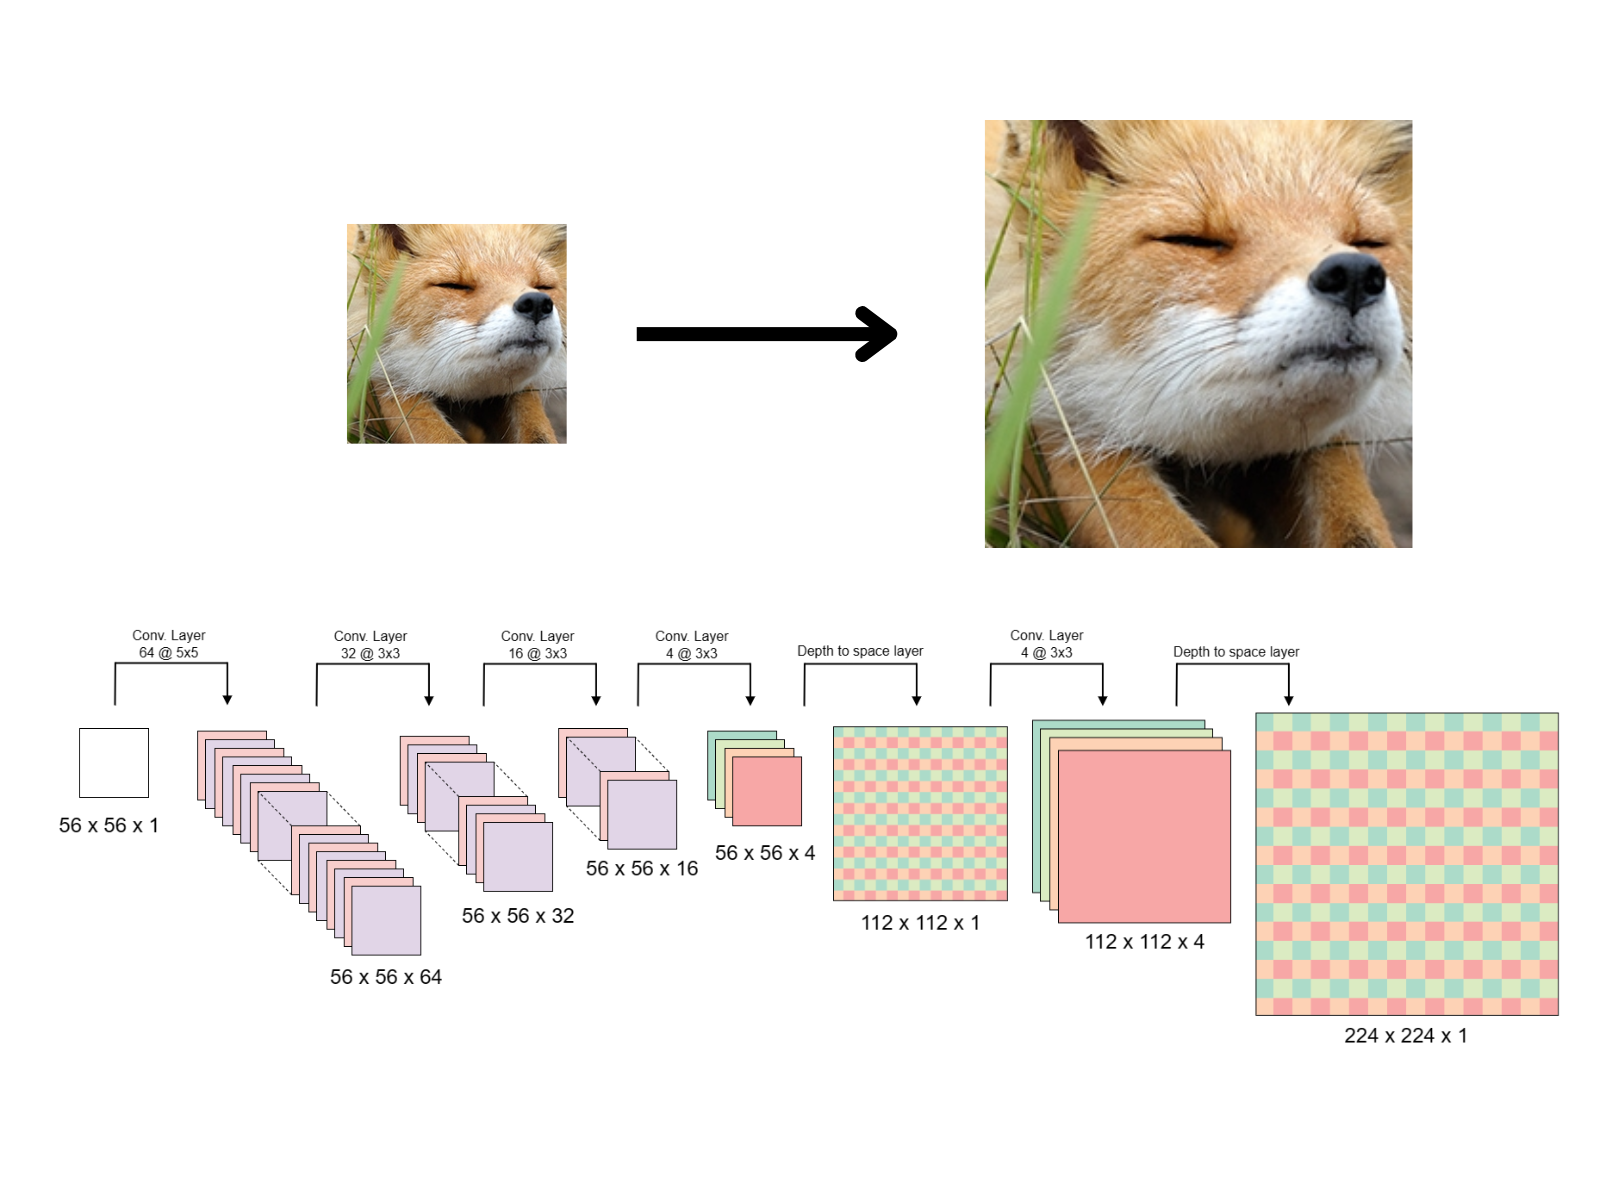 Conv. Layer
64 @ 5x5
Conv. Layer
32 @ 3x3
Conv. Layer
16 @ 3x3
Conv. Layer
4 @ 3x3
Depth to space layer
Conv. Layer
4 @ 3x3
Depth to space layer
56 x 56 x 1
56 x 56 x 64
56 x 56 x 32
56 x 56 x 16
56 x 56 x 4
112 x 112 x 1
112 x 112 x 4
224 x 224 x 1